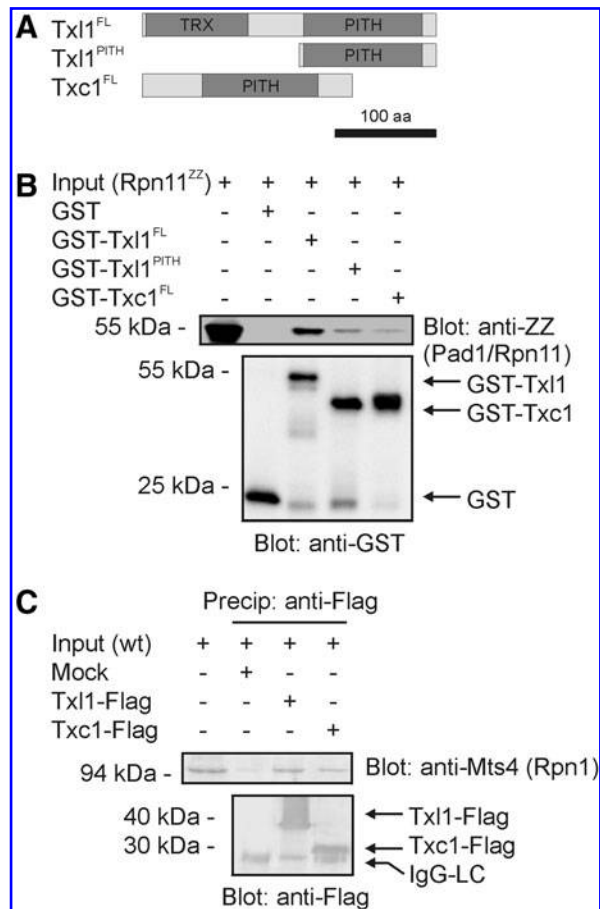 A
Txl1FL TRX PITH
Txl1PITH PITH
Txc1FL PITH
100 aa
B
Input (Rpn11ZZ) + + + + +
GST - + - - -
GST-Txl1FL - - + - -
GST-Txl1PITH - - - + -
GST-Txc1FL - - - - +
55 kDa - Blot: anti-ZZ
(Pad1/Rpn11)
55 kDa - GST-Txl1
GST-Txc1
25 kDa - GST
Blot: anti-GST
C
Precip: anti-Flag
Input (wt) + + + +
Mock - + - -
Txl1-Flag - - + -
Txc1-Flag - - - +
94 kDa - Blot: anti-Mts4 (Rpn1)
40 kDa - Txl1-Flag
30 kDa - Txc1-Flag
IgG-LC
Blot: anti-Flag